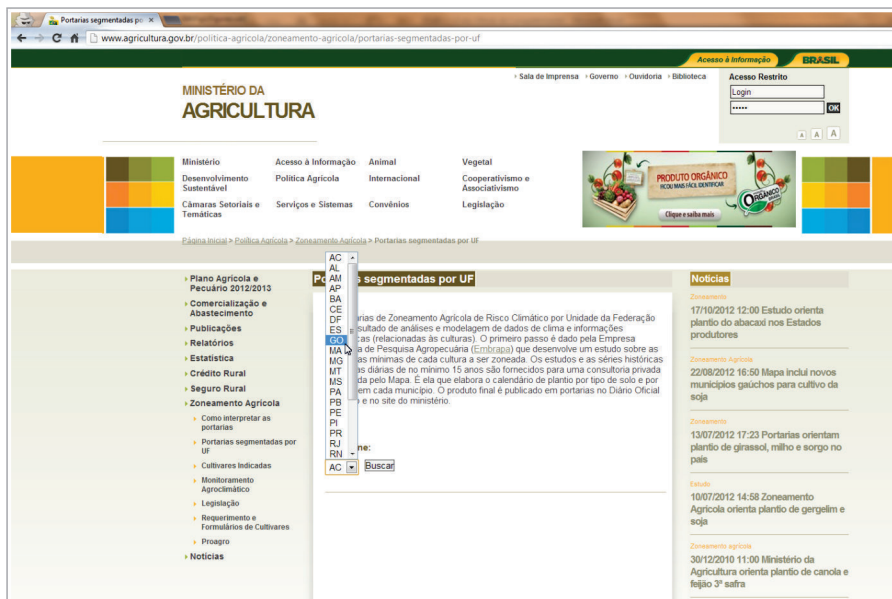 Portarias segmentadas po
www.agricultura.gov.br/politica-agricola/zoneamento-agricola/portarias-segmentadas-por-uf
Acesso à Informação
BRASIL
Sala de Imprensa
Governo
Ouvidoria
Biblioteca
Acesso Restrito
Login
•••••
OK
MINISTÉRIO DA
AGRICULTURA
A A A
Ministério
Acesso à Informação
Animal
Vegetal
Desenvolvimento
Sustentável
Política Agrícola
Internacional
Cooperativismo e
Associativismo
Câmaras Setoriais e
Temáticas
Serviços e Sistemas
Convênios
Legislação
PRODUTO ORGÂNICO
FICOU MAIS FÁCIL IDENTIFICAR
ORGÂNICO
BRASIL
Clique e saiba mais
Página Inicial > Política Agrícola > Zoneamento Agrícola > Portarias segmentadas por UF
Plano Agrícola e
Pecuário 2012/2013
Comercialização e
Abastecimento
Publicações
Relatórios
Estatística
Crédito Rural
Seguro Rural
Zoneamento Agrícola
Como interpretar as
portarias
Portarias segmentadas por
UF
Cultivares Indicadas
Monitoramento
Agroclimático
Legislação
Requerimento e
Formulários de Cultivares
Proagro
Notícias
Po
s segmentadas por UF
arias de Zoneamento Agrícola de Risco Climático por Unidade da Federação
sultado de análises e modelagem de dados de clima e informações
cas (relacionadas às culturas). O primeiro passo é dado pela Empresa
a de Pesquisa Agropecuária (Embrapa) que desenvolve um estudo sobre as
as mínimas de cada cultura a ser zoneada. Os estudos e as séries históricas
as diárias de no mínimo 15 anos são fornecidos para uma consultoria privada
da pelo Mapa. É ela que elabora o calendário de plantio por tipo de solo e por
em cada município. O produto final é publicado em portarias no Diário Oficial
o e no site do ministério.
ne:
AC
AL
AM
AP
BA
CE
DF
ES
GO
MA
MG
MT
MS
PA
PB
PE
PI
PR
RJ
RN
AC
Buscar
Notícias
Zoneamento
17/10/2012 12:00 Estudo orienta
plantio do abacaxi nos Estados
produtores
Zoneamento Agrícola
22/08/2012 16:50 Mapa inclui novos
municípios gaúchos para cultivo da
soja
Zoneamento
13/07/2012 17:23 Portarias orientam
plantio de girassol, milho e sorgo no
país
Estudo
10/07/2012 14:58 Zoneamento
Agrícola orienta plantio de gergelim e
soja
Zoneamento agrícola
30/12/2010 11:00 Ministério da
Agricultura orienta plantio de canola e
feijão 3ª safra